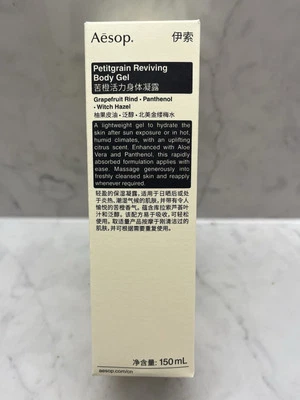 Aēsop. 伊索
Petitgrain Reviving
Body Gel
苦橙活力身体凝露
Grapefruit Rind • Panthenol
• Witch Hazel
柚果皮油 • 泛醇 • 北美金缕梅水
A lightweight gel to hydrate the
skin after sun exposure or in hot,
humid climates, with an uplifting
citrus scent. Enhanced with Aloe
Vera and Panthenol, this rapidly
absorbed formulation applies with
ease. Massage generously into
freshly cleansed skin and reapply
whenever required.
轻盈的保湿凝露，适用于日晒后或处
于炎热、潮湿气候的肌肤，并带有令人
愉悦的苦橙香气。蕴含库拉索芦荟叶
汁和泛醇。该配方易于吸收，可轻松
使用。取适量产品按摩于刚清洁过的
肌肤，并可根据需要重复使用。
净含量：150mL
aesop.com/cn